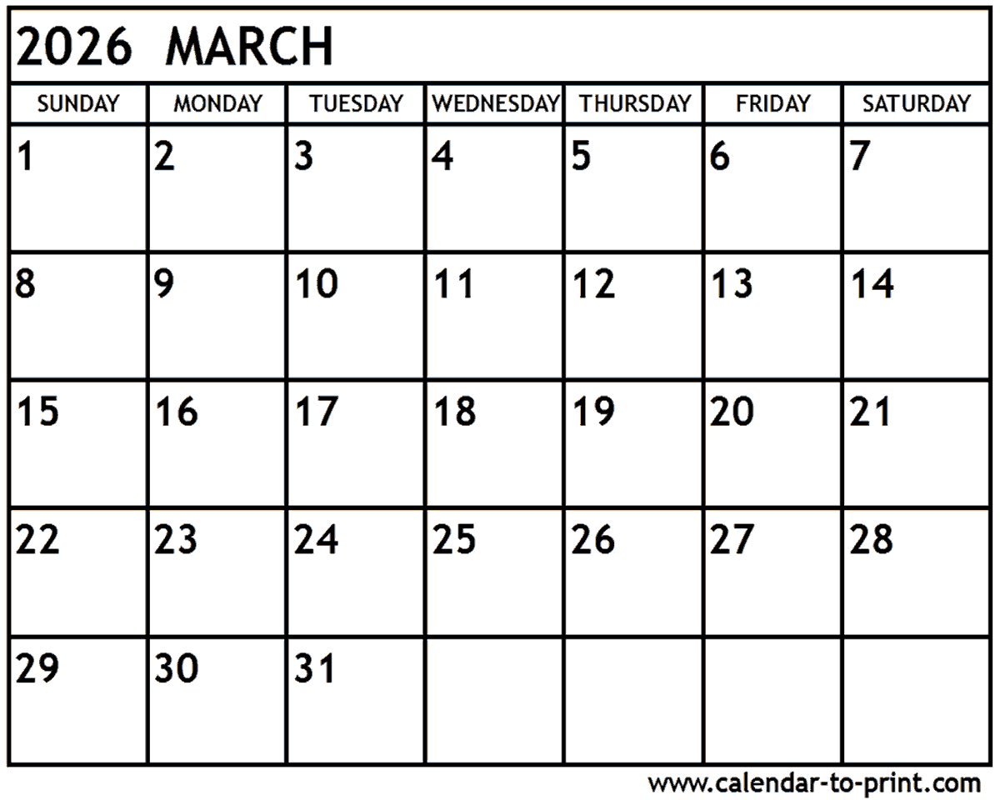 2026 MARCH
SUNDAY MONDAY TUESDAY WEDNESDAY THURSDAY FRIDAY SATURDAY
1 2 3 4 5 6 7
8 9 10 11 12 13 14
15 16 17 18 19 20 21
22 23 24 25 26 27 28
29 30 31
www.calendar-to-print.com